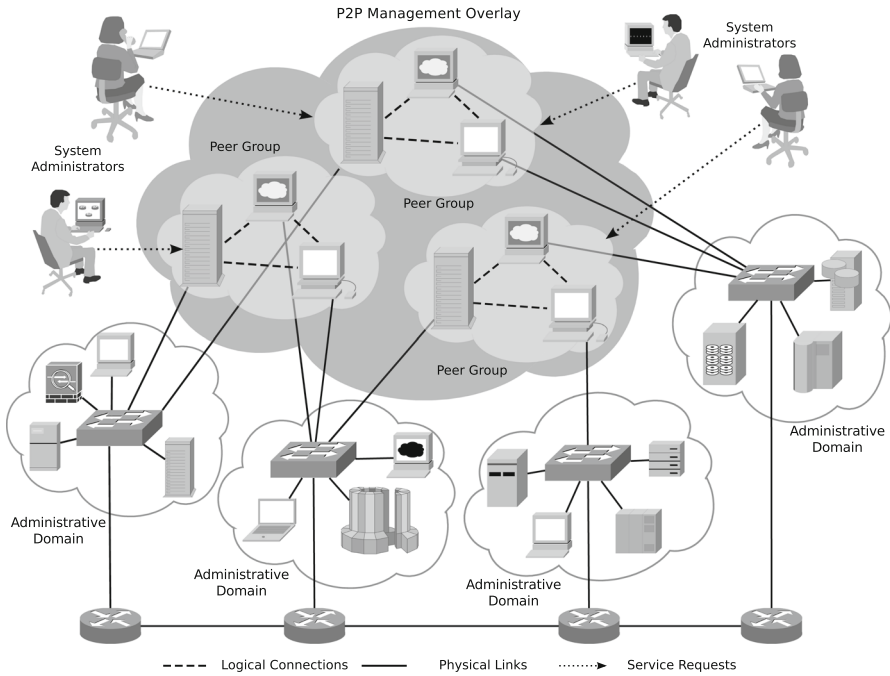 P2P Management Overlay
System
Administrators
Peer Group
System
Administrators
Peer Group
Peer Group
Administrative
Domain
Administrative
Domain
Administrative
Domain
Administrative
Domain
Logical Connections
Physical Links
Service Requests